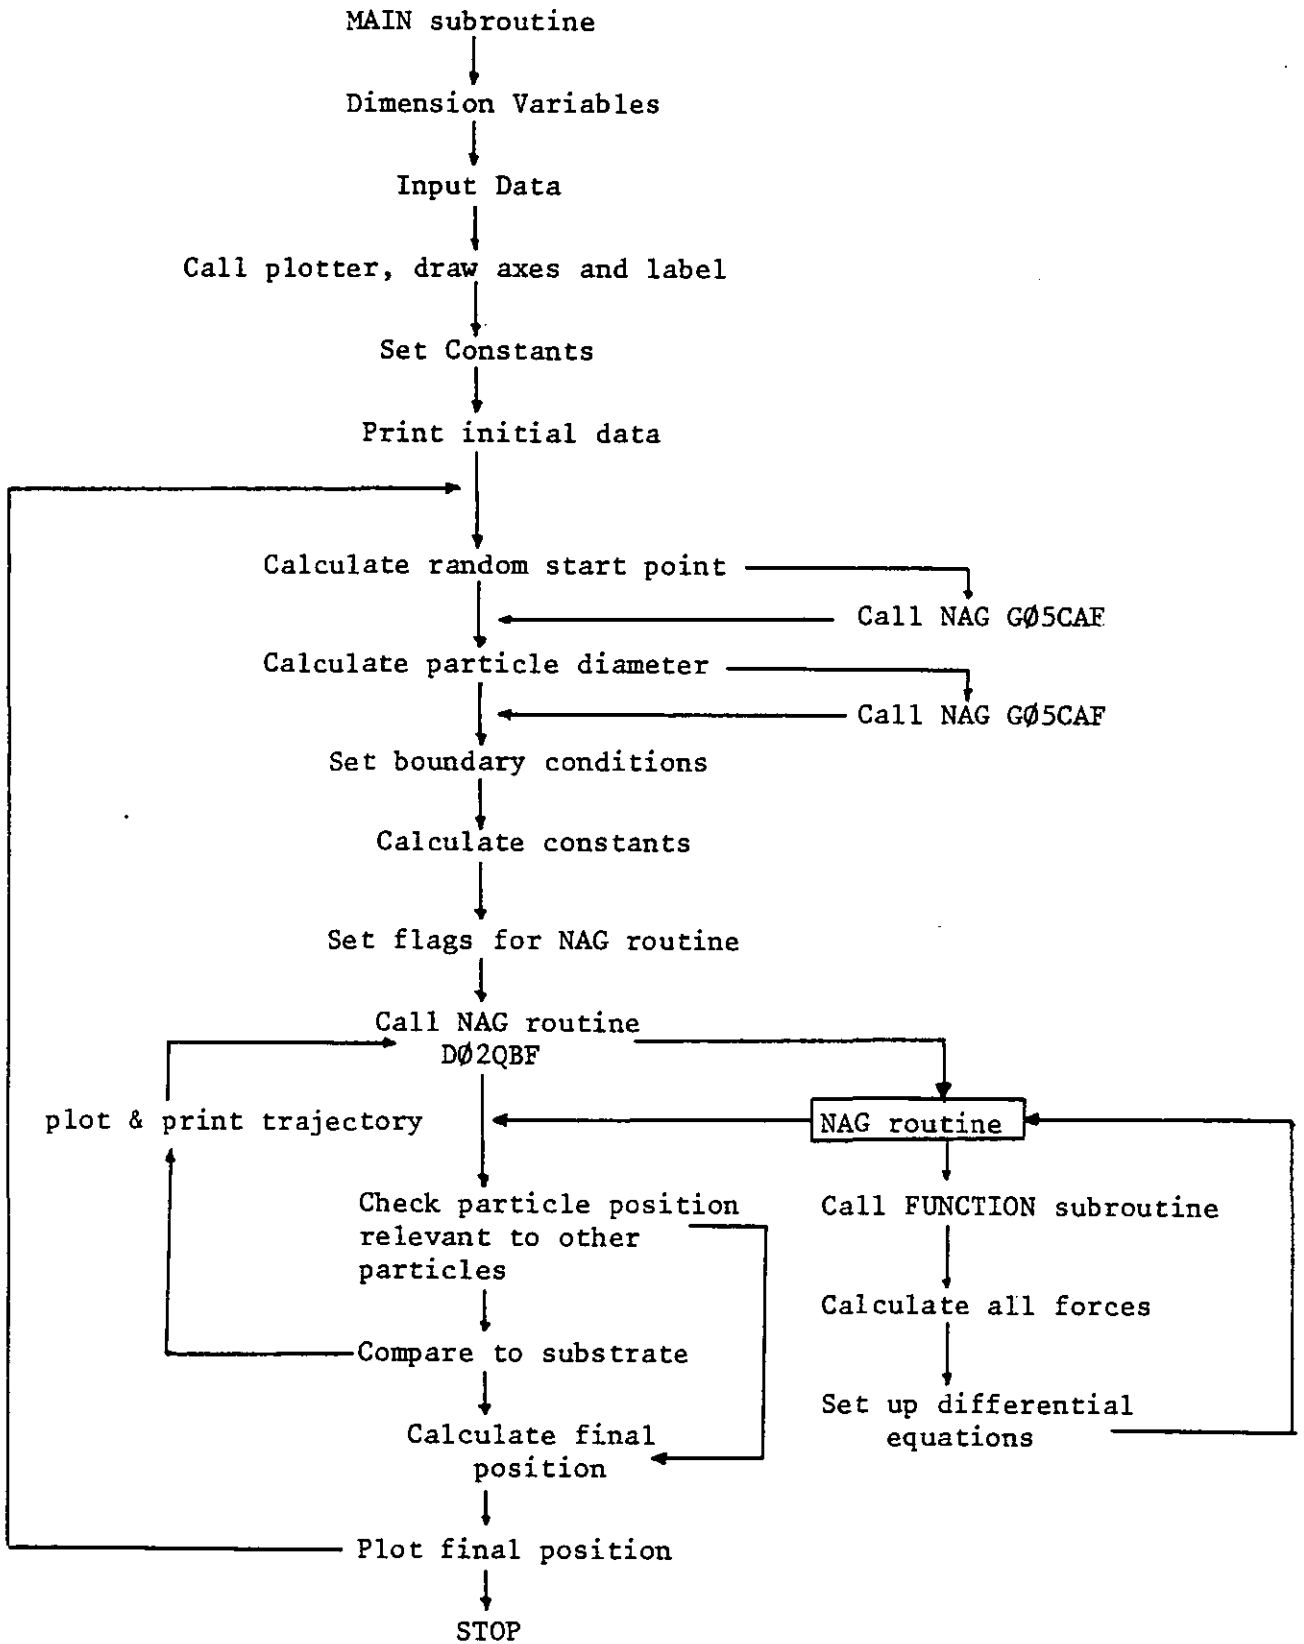 MAIN subroutine
Dimension Variables
Input Data
Call plotter, draw axes and label
Set Constants
Print initial data
Calculate random start point
Call NAG GØ5CAF
Calculate particle diameter
Call NAG GØ5CAF
Set boundary conditions
Calculate constants
Set flags for NAG routine
Call NAG routine
DØ2QBF
plot & print trajectory
NAG routine
Check particle position
relevant to other
particles
Call FUNCTION subroutine
Calculate all forces
Compare to substrate
Set up differential
equations
Calculate final
position
Plot final position
STOP